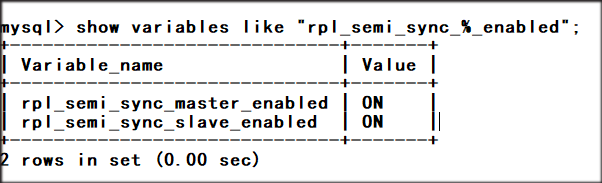 mysql> show variables like "rpl_semi_sync_%_enabled";
+------------------------------+-------+
| Variable_name                | Value |
+------------------------------+-------+
| rpl_semi_sync_master_enabled | ON    |
| rpl_semi_sync_slave_enabled  | ON    |
+------------------------------+-------+
2 rows in set (0.00 sec)